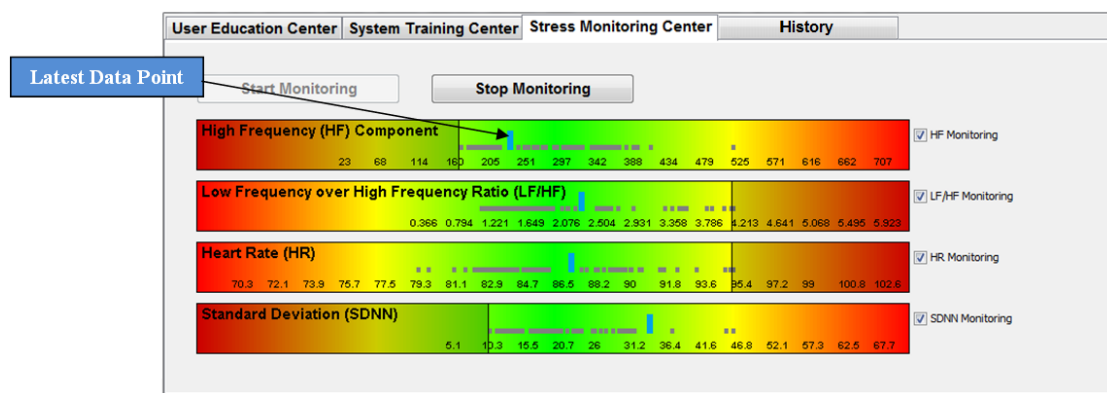 User Education Center System Training Center Stress Monitoring Center History
Latest Data Point
Start Monitoring Stop Monitoring
High Frequency (HF) Component
HF Monitoring
23 68 114 160 205 251 297 342 388 434 479 525 571 616 662 707
Low Frequency over High Frequency Ratio (LF/HF)
LF/HF Monitoring
0.366 0.794 1.221 1.649 2.076 2.504 2.931 3.358 3.786 4.213 4.641 5.068 5.495 5.923
Heart Rate (HR)
HR Monitoring
70.3 72.1 73.9 75.7 77.5 79.3 81.1 82.9 84.7 86.5 88.2 90 91.8 93.6 95.4 97.2 99 100.8 102.6
Standard Deviation (SDNN)
SDNN Monitoring
5.1 10.3 15.5 20.7 26 31.2 36.4 41.6 46.8 52.1 57.3 62.5 67.7